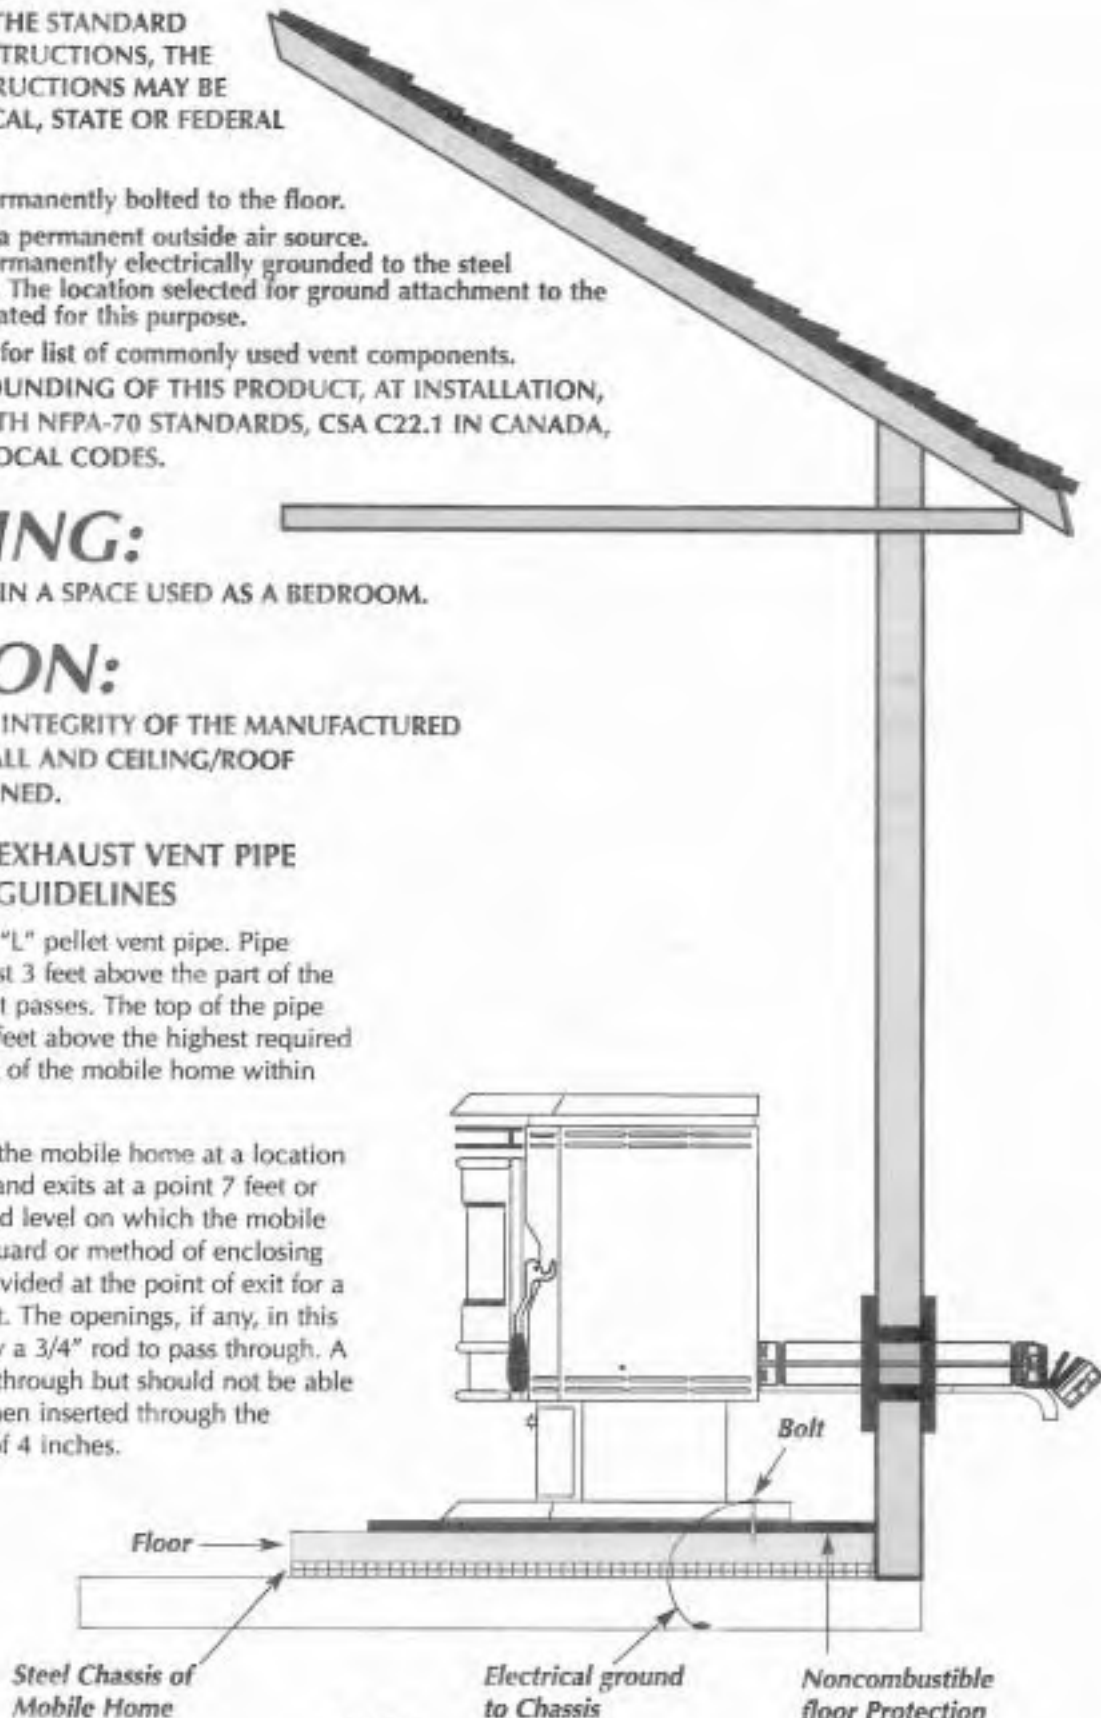 THE STANDARD
TRUCTIONS, THE
RUCTIONS MAY BE
CAL, STATE OR FEDERAL
rmanently bolted to the floor.
a permanent outside air source.
rmanently electrically grounded to the steel
. The location selected for ground attachment to the
ated for this purpose.
for list of commonly used vent components.
OUNDING OF THIS PRODUCT, AT INSTALLATION,
TH NFPA-70 STANDARDS, CSA C22.1 IN CANADA,
OCAL CODES.
ING:
IN A SPACE USED AS A BEDROOM.
ON:
INTEGRITY OF THE MANUFACTURED
ALL AND CEILING/ROOF
NED.
EXHAUST VENT PIPE
GUIDELINES
"L" pellet vent pipe. Pipe
st 3 feet above the part of the
t passes. The top of the pipe
feet above the highest required
of the mobile home within
the mobile home at a location
and exits at a point 7 feet or
d level on which the mobile
uard or method of enclosing
vided at the point of exit for a
t. The openings, if any, in this
w a 3/4" rod to pass through. A
through but should not be able
hen inserted through the
of 4 inches.
Bolt
Floor
Steel Chassis of
Mobile Home
Electrical ground
to Chassis
Noncombustible
floor Protection